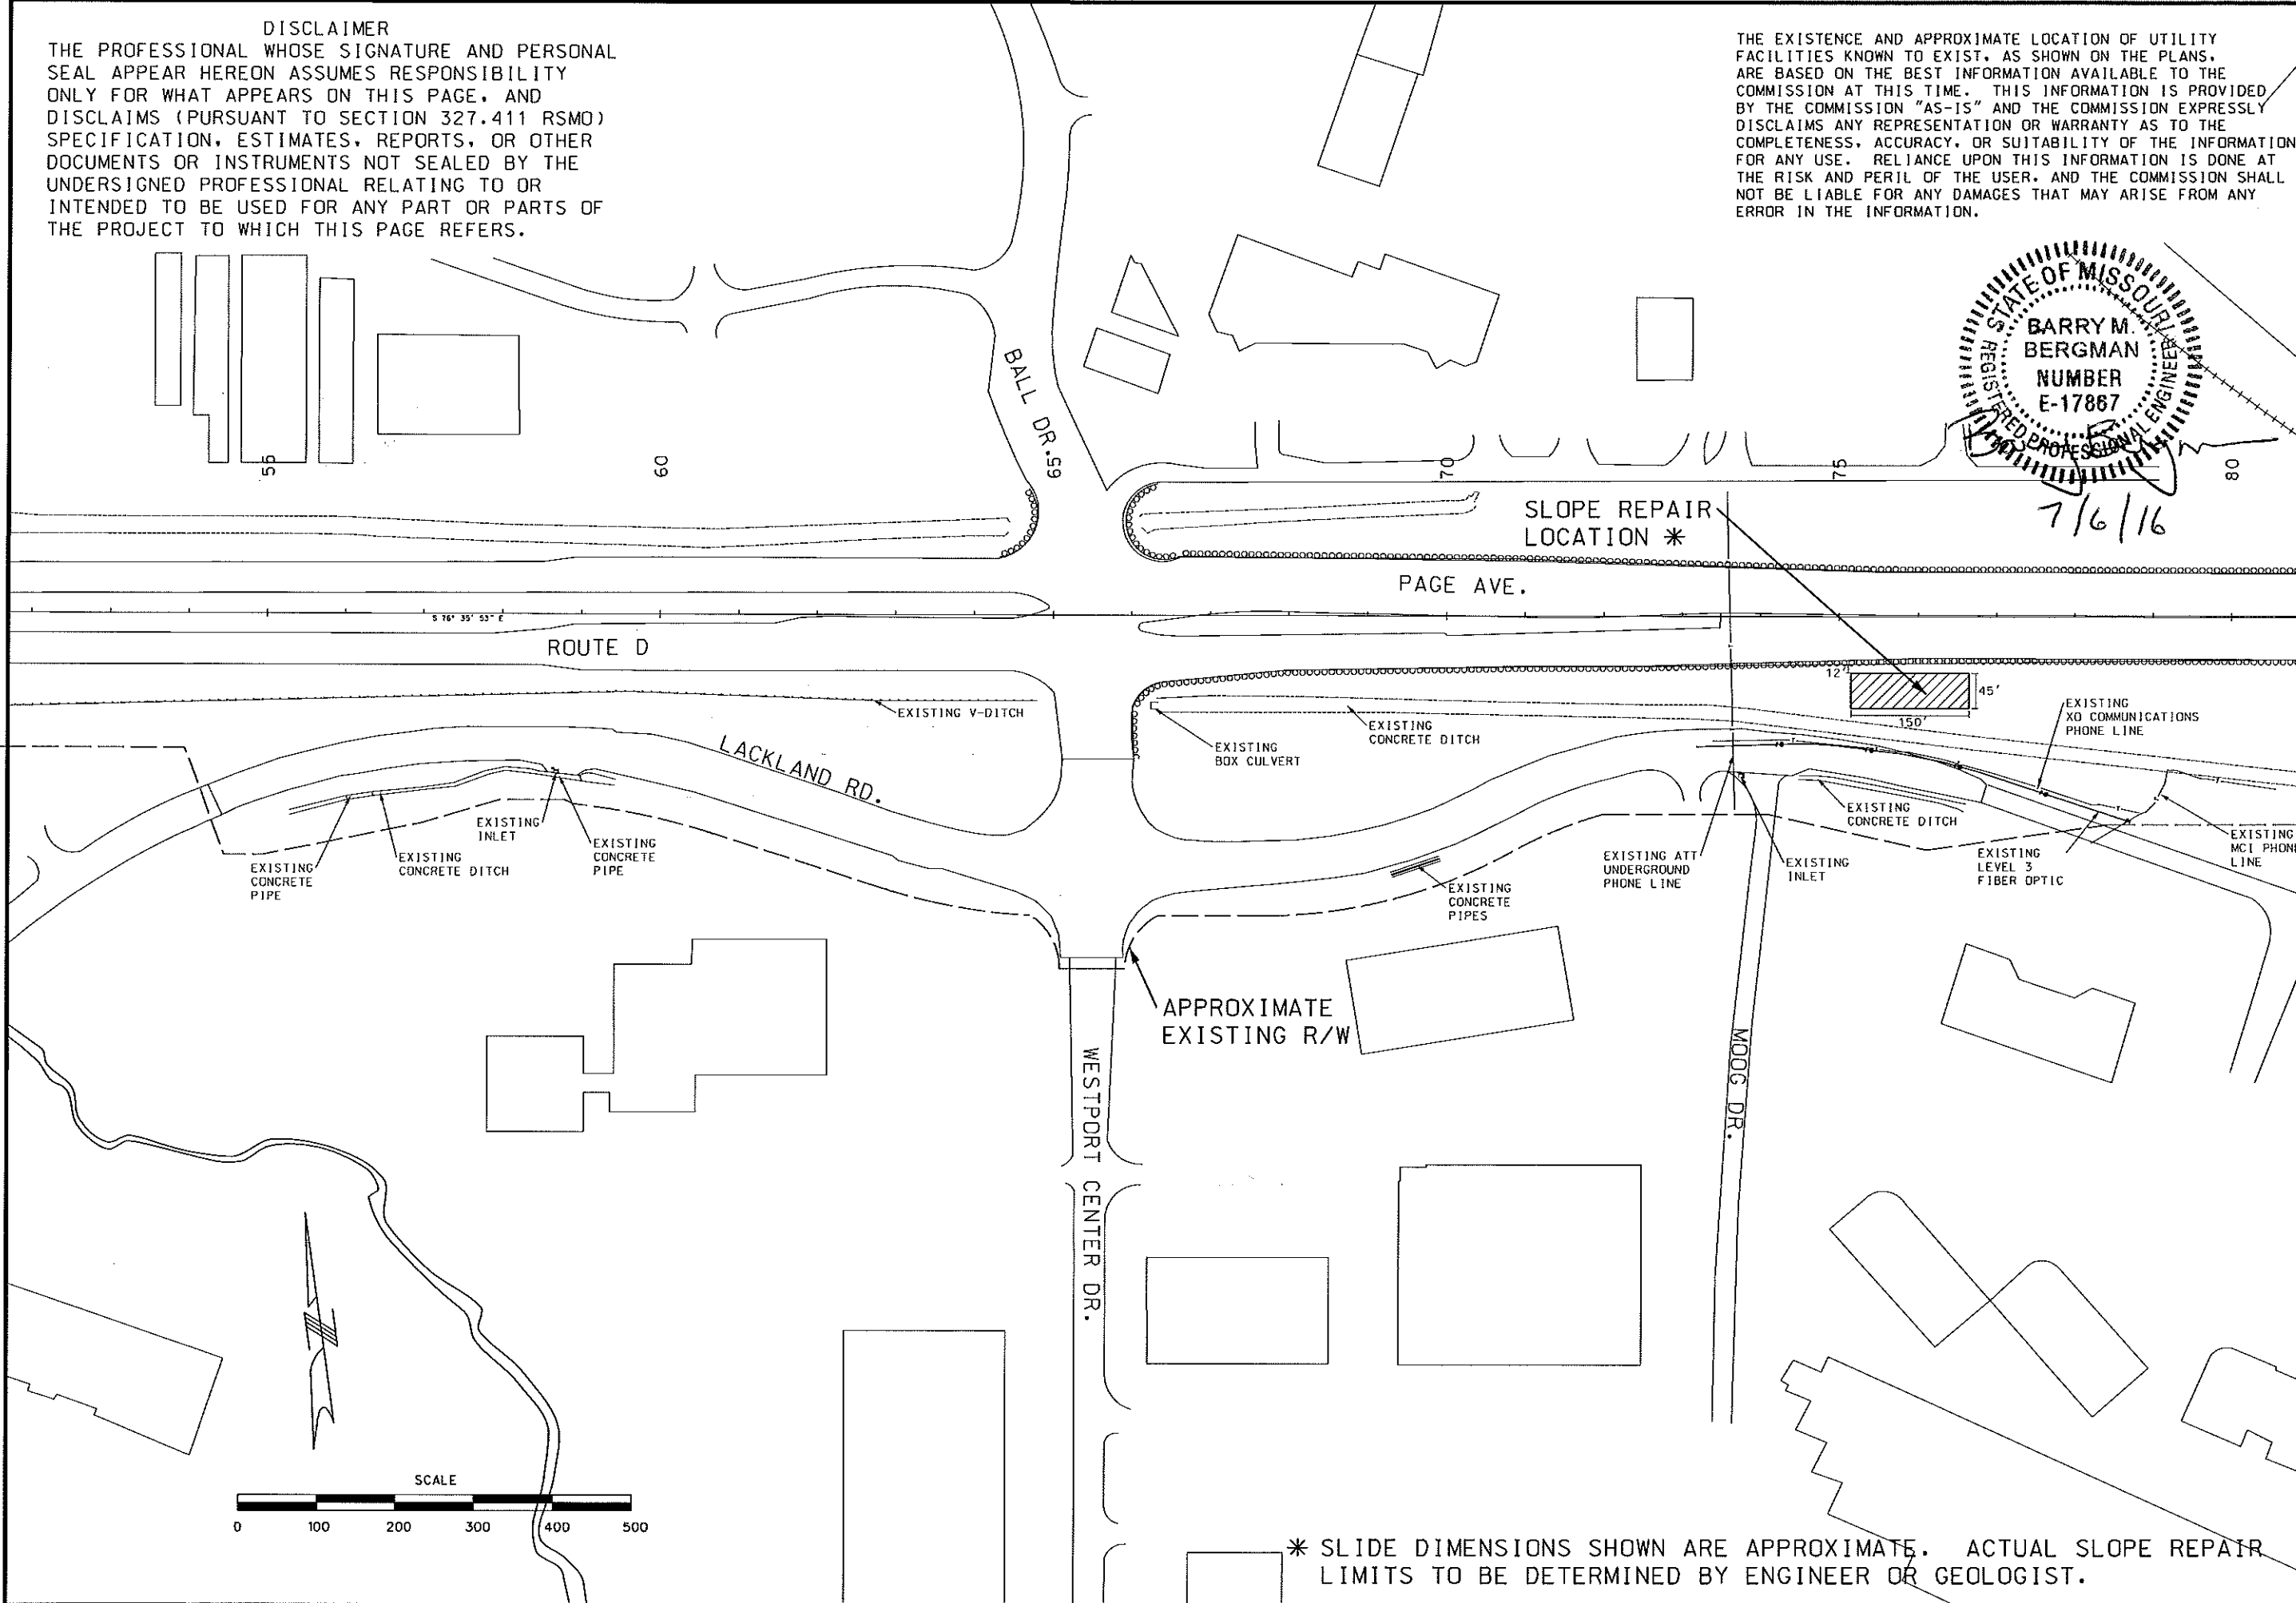 DISCLAIMER
THE PROFESSIONAL WHOSE SIGNATURE AND PERSONAL
SEAL APPEAR HEREON ASSUMES RESPONSIBILITY
ONLY FOR WHAT APPEARS ON THIS PAGE, AND
DISCLAIMS (PURSUANT TO SECTION 327.411 RSMO)
SPECIFICATION, ESTIMATES, REPORTS, OR OTHER
DOCUMENTS OR INSTRUMENTS NOT SEALED BY THE
UNDERSIGNED PROFESSIONAL RELATING TO OR
INTENDED TO BE USED FOR ANY PART OR PARTS OF
THE PROJECT TO WHICH THIS PAGE REFERS.
THE EXISTENCE AND APPROXIMATE LOCATION OF UTILITY
FACILITIES KNOWN TO EXIST, AS SHOWN ON THE PLANS,
ARE BASED ON THE BEST INFORMATION AVAILABLE TO THE
COMMISSION AT THIS TIME. THIS INFORMATION IS PROVIDED
BY THE COMMISSION "AS-IS" AND THE COMMISSION EXPRESSLY
DISCLAIMS ANY REPRESENTATION OR WARRANTY AS TO THE
COMPLETENESS, ACCURACY, OR SUITABILITY OF THE INFORMATION
FOR ANY USE. RELIANCE UPON THIS INFORMATION IS DONE AT
THE RISK AND PERIL OF THE USER, AND THE COMMISSION SHALL
NOT BE LIABLE FOR ANY DAMAGES THAT MAY ARISE FROM ANY
ERROR IN THE INFORMATION.
STATE OF MISSOURI
BARRY M.
BERGMAN
NUMBER
E-17867
REGISTERED PROFESSIONAL ENGINEER
7/6/16
BALL DR.
55
60
65
70
75
80
SLOPE REPAIR
LOCATION *
PAGE AVE.
S 76° 35' 53" E
ROUTE D
12'
45'
150'
EXISTING V-DITCH
EXISTING
BOX CULVERT
EXISTING
CONCRETE DITCH
EXISTING
XO COMMUNICATIONS
PHONE LINE
LACKLAND RD.
EXISTING
CONCRETE
PIPE
EXISTING
CONCRETE DITCH
EXISTING
INLET
EXISTING
CONCRETE
PIPE
EXISTING
CONCRETE
PIPES
EXISTING ATT
UNDERGROUND
PHONE LINE
EXISTING
INLET
EXISTING
CONCRETE DITCH
EXISTING
LEVEL 3
FIBER OPTIC
EXISTING
MCI PHONE
LINE
APPROXIMATE
EXISTING R/W
WESTPORT CENTER DR.
MOOG DR.
SCALE
0 100 200 300 400 500
* SLIDE DIMENSIONS SHOWN ARE APPROXIMATE. ACTUAL SLOPE REPAIR
LIMITS TO BE DETERMINED BY ENGINEER OR GEOLOGIST.